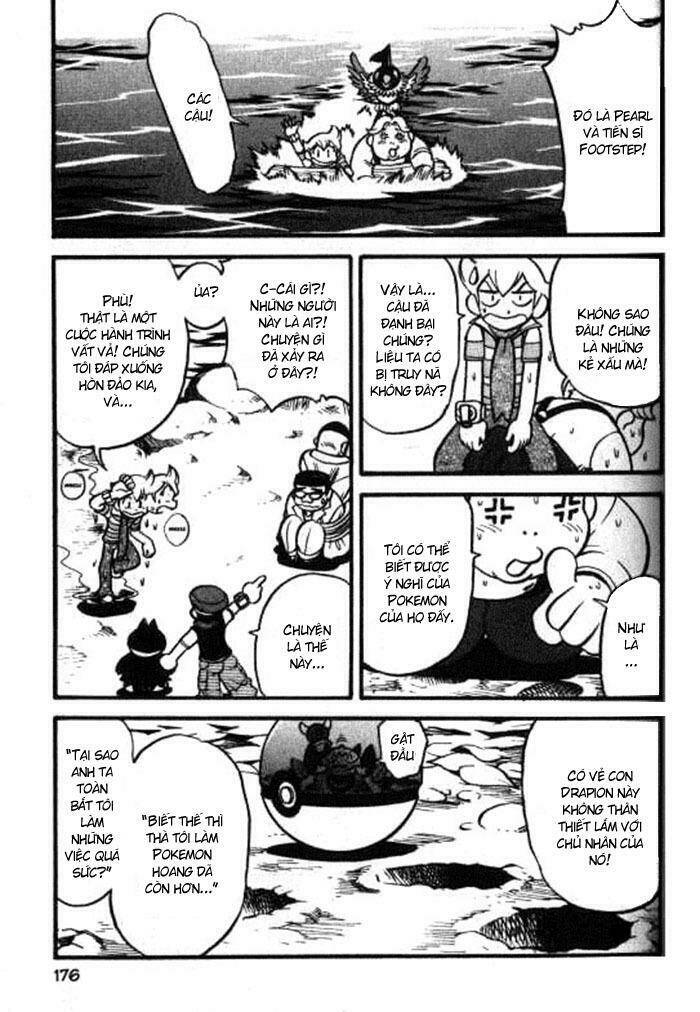 ĐÓ LÀ PEARL
VÀ TIẾN SĨ
FOOTSTEP!
CÁC
CẬU!
KHÔNG SAO
ĐÂU! CHÚNG
LÀ NHỮNG
KẺ XẤU MÀ!
VẬY LÀ...
CẬU ĐÃ
ĐÁNH BẠI
CHÚNG?
LIỆU TA CÓ
BỊ TRUY NÃ
KHÔNG ĐÂY?
C-CÁI GÌ?!
NHỮNG NGƯỜI
NÀY LÀ AI?!
CHUYỆN GÌ
ĐÃ XẢY RA
Ở ĐÂY?!
ỦA?
PHÙ!
THẬT LÀ MỘT
CUỘC HÀNH TRÌNH
VẤT VẢ! CHÚNG
TÔI ĐÁP XUỐNG
HÒN ĐẢO KIA,
VÀ...
CHUYỆN
LÀ THẾ
NÀY...
TÔI CÓ THỂ
BIẾT ĐƯỢC
Ý NGHĨ CỦA
POKEMON
CỦA HỌ ĐẤY.
NHƯ
LÀ
...
CÓ VẺ CON
DRAPION NÀY
KHÔNG THÂN
THIẾT LẮM VỚI
CHỦ NHÂN CỦA
NÓ!
GẬT
ĐẦU
"BIẾT THẾ THÌ
THÀ TÔI LÀM
POKEMON
HOANG DÃ
CÒN HƠN..."
"TẠI SAO
ANH TA
TOÀN
BẮT TÔI
LÀM
NHỮNG
VIỆC QUÁ
SỨC?"
176